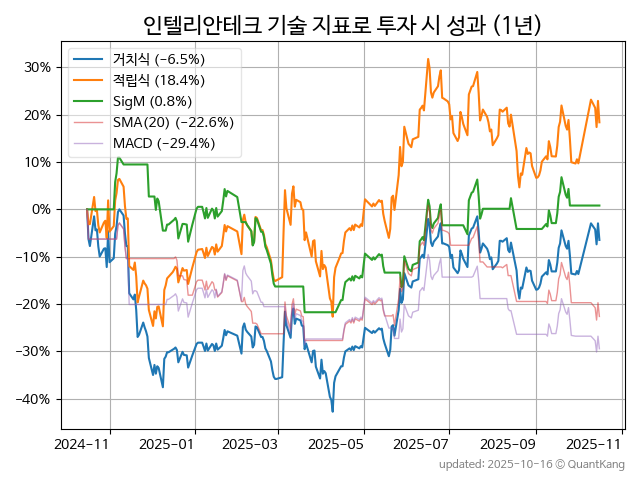 인텔리안테크 기술 지표로 투자 시 성과 (1년)
거치식 (−6.5%)
적립식 (18.4%)
SigM (0.8%)
SMA(20) (−22.6%)
MACD (−29.4%)
30%
20%
10%
0%
−10%
−20%
−30%
−40%
2024-11 2025-01 2025-03 2025-05 2025-07 2025-09 2025-11
updated: 2025-10-16 © QuantKang